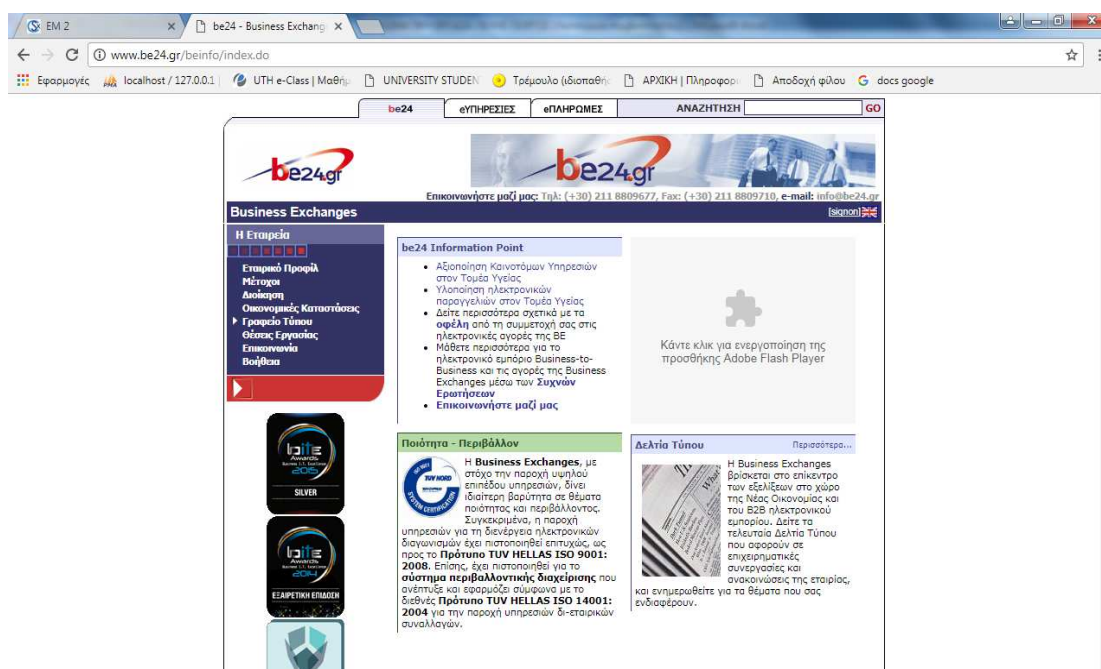 EM 2
be24 - Business Exchang
www.be24.gr/beinfo/index.do
Εφαρμογές
localhost / 127.0.0.1
UTH e-Class | Μαθήμ
UNIVERSITY STUDEN
Τρέμουλο (ιδιοπαθής
ΑΡΧΙΚΗ | Πληροφορι
Αποδοχή φίλου
docs google
be24
eΥΠΗΡΕΣΙΕΣ
eΠΛΗΡΩΜΕΣ
ΑΝΑΖΗΤΗΣΗ
GO
be24.gr
be24.gr
Επικοινωνήστε μαζί μας: Τηλ: (+30) 211 8809677, Fax: (+30) 211 8809710, e-mail: info@be24.gr
Business Exchanges
[signon]
Η Εταιρεία
Εταιρικό Προφίλ
Μέτοχοι
Διοίκηση
Οικονομικές Καταστάσεις
Γραφείο Τύπου
Θέσεις Εργασίας
Επικοινωνία
Βοήθεια
bite
Awards
2015
SILVER
bite
Awards
2014
ΕΞΑΙΡΕΤΙΚΗ ΕΠΙΔΟΣΗ
be24 Information Point
• Αξιοποίηση Καινοτόμων Υπηρεσιών
στον Τομέα Υγείας
• Υλοποίηση ηλεκτρονικών
παραγγελιών στον Τομέα Υγείας
• Δείτε περισσότερα σχετικά με τα
οφέλη από τη συμμετοχή σας στις
ηλεκτρονικές αγορές της BE
• Μάθετε περισσότερα για το
ηλεκτρονικό εμπόριο Business-to-
Business και τις αγορές της Business
Exchanges μέσω των Συχνών
Ερωτήσεων
• Επικοινωνήστε μαζί μας
Κάντε κλικ για ενεργοποίηση της
προσθήκης Adobe Flash Player
Ποιότητα - Περιβάλλον
TUV NORD
SYSTEM CERTIFICATION
Η Business Exchanges, με
στόχο την παροχή υψηλού
επιπέδου υπηρεσιών, δίνει
ιδιαίτερη βαρύτητα σε θέματα
ποιότητας και περιβάλλοντος.
Συγκεκριμένα, η παροχή
υπηρεσιών για τη διενέργεια ηλεκτρονικών
διαγωνισμών έχει πιστοποιηθεί επιτυχώς, ως
προς το Πρότυπο TUV HELLAS ISO 9001:
2008. Επίσης, έχει πιστοποιηθεί για το
σύστημα περιβαλλοντικής διαχείρισης που
ανέπτυξε και εφαρμόζει σύμφωνα με το
διεθνές Πρότυπο TUV HELLAS ISO 14001:
2004 για την παροχή υπηρεσιών δι-εταιρικών
συναλλαγών.
Δελτία Τύπου
Περισσότερα...
Η Business Exchanges
βρίσκεται στο επίκεντρο
των εξελίξεων στο χώρο
της Νέας Οικονομίας και
του B2B ηλεκτρονικού
εμπορίου. Δείτε τα
τελευταία Δελτία Τύπου
που αφορούν σε
επιχειρηματικές
συνεργασίες και
ανακοινώσεις της εταιρίας,
και ενημερωθείτε για τα θέματα που σας
ενδιαφέρουν.